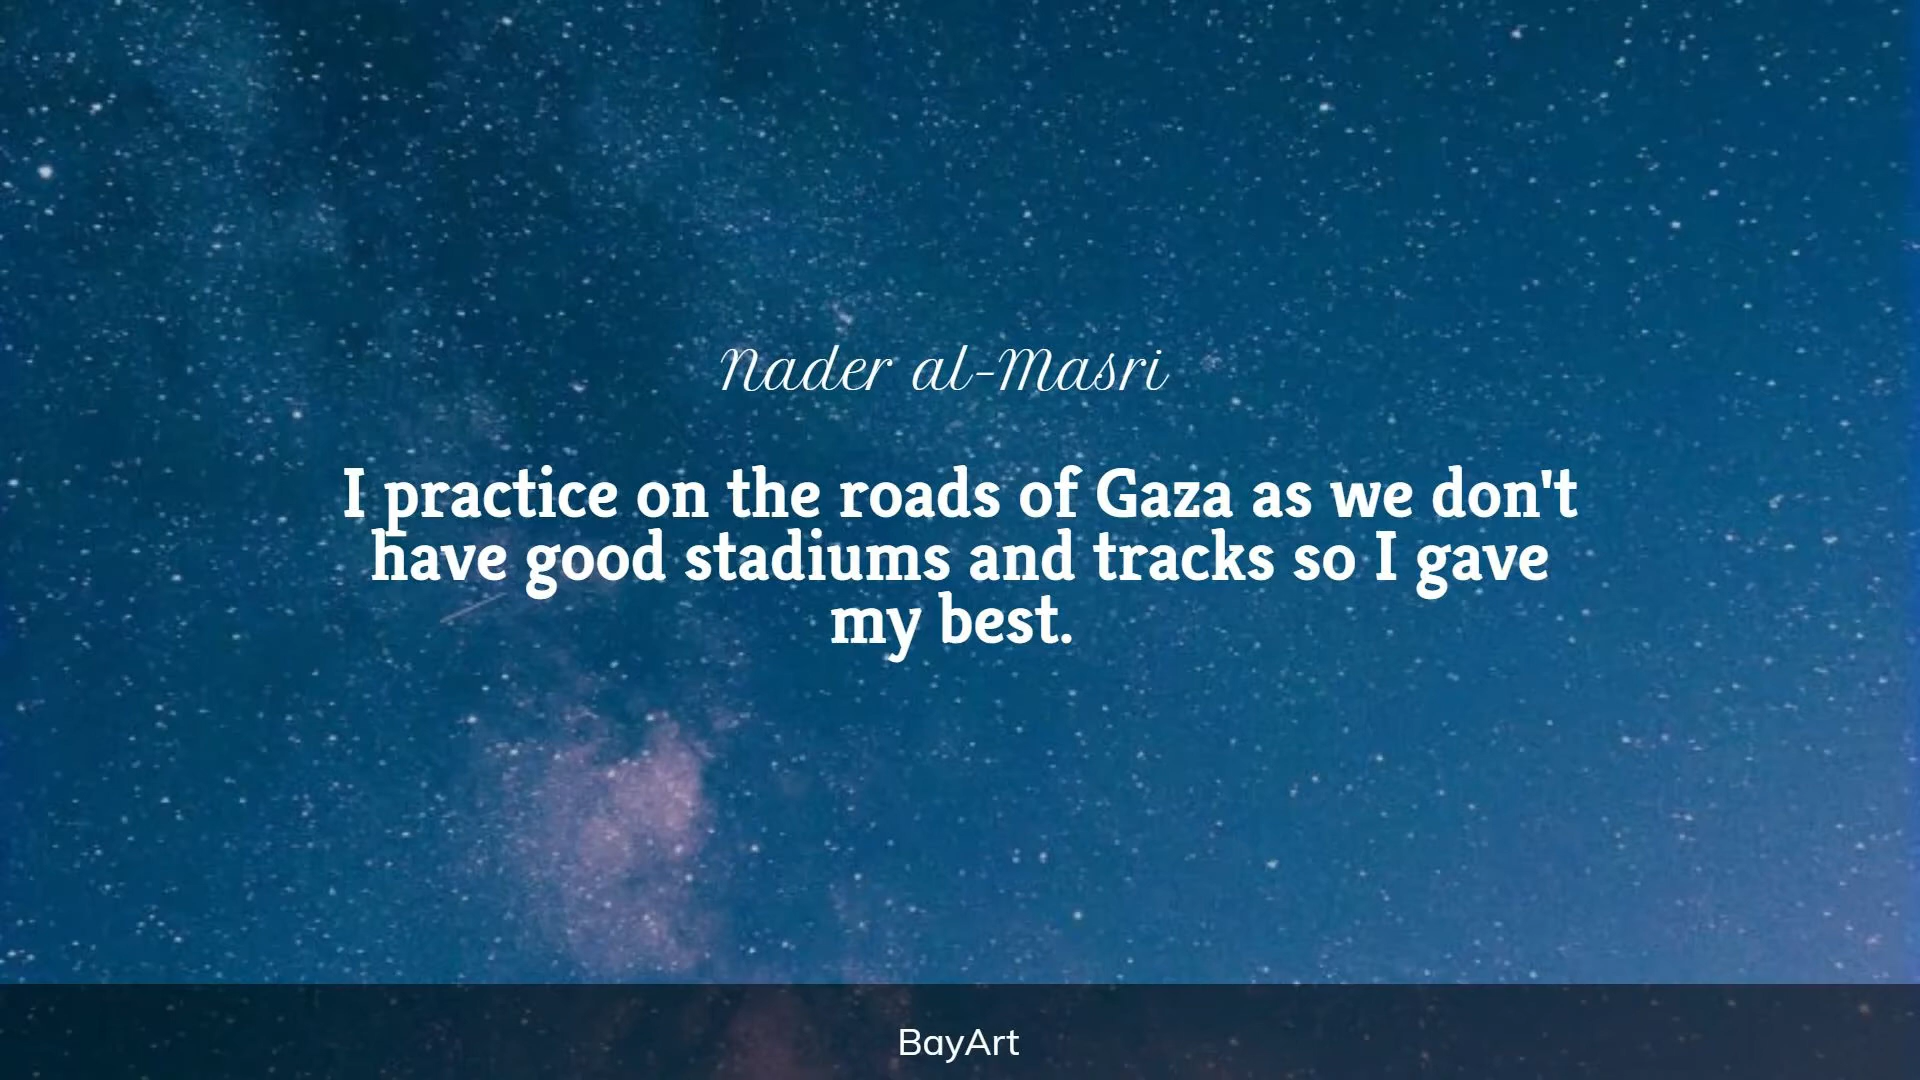 Nader al-Masri
I practice on the roads of Gaza as we don't
have good stadiums and tracks so I gave
my best.
BayArt